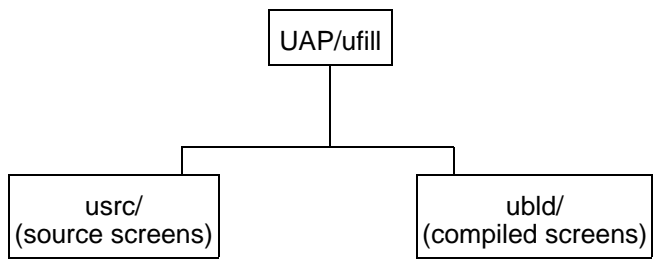 UAP/ufill
usrc/
(source screens)
ubld/
(compiled screens)